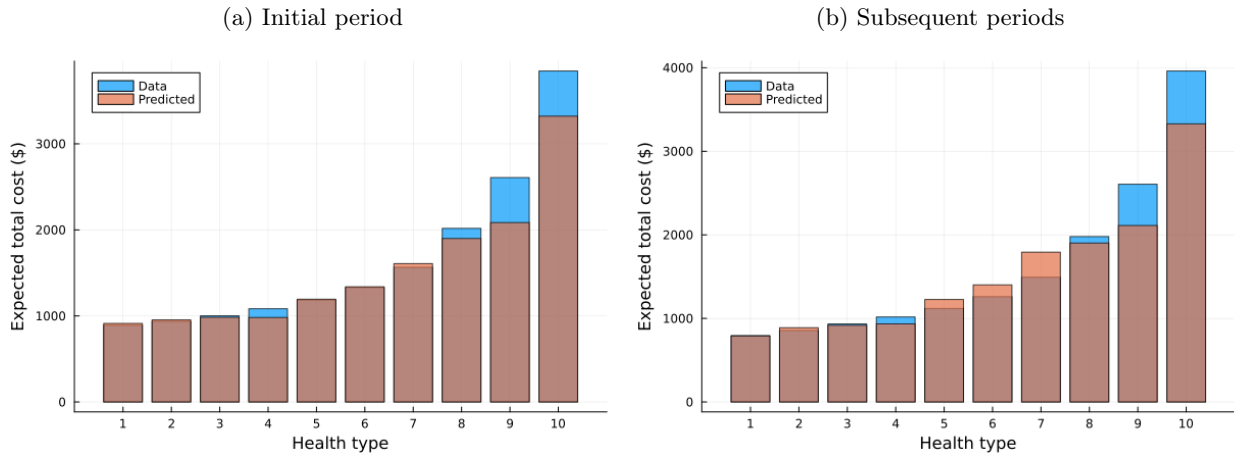 (a) Initial period
Data
Predicted
Expected total cost ($)
3000
2000
1000
0
1 2 3 4 5 6 7 8 9 10
Health type
(b) Subsequent periods
Data
Predicted
Expected total cost ($)
4000
3000
2000
1000
0
1 2 3 4 5 6 7 8 9 10
Health type